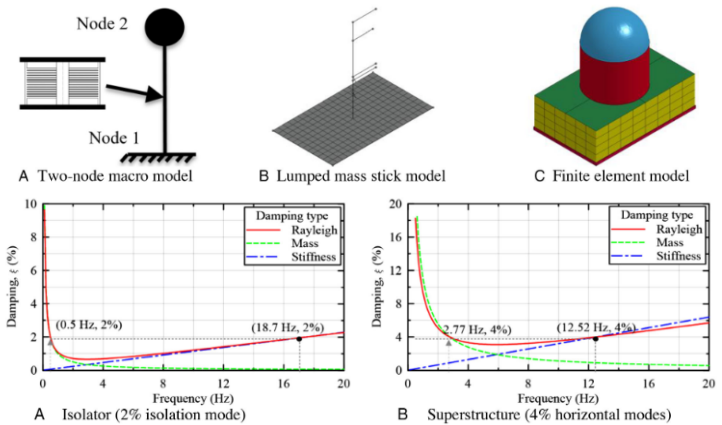 Node 2
Node 1
A Two-node macro model
B Lumped mass stick model
C Finite element model
10
8
6
4
2
0
Damping, ξ (%)
Damping type
Rayleigh
Mass
Stiffness
(0.5 Hz, 2%)
(18.7 Hz, 2%)
0 4 8 12 16 20
Frequency (Hz)
A Isolator (2% isolation mode)
20
16
12
8
4
0
Damping, ξ (%)
Damping type
Rayleigh
Mass
Stiffness
2.77 Hz, 4%)
(12.52 Hz, 4%)
0 4 8 12 16 20
Frequency (Hz)
B Superstructure (4% horizontal modes)